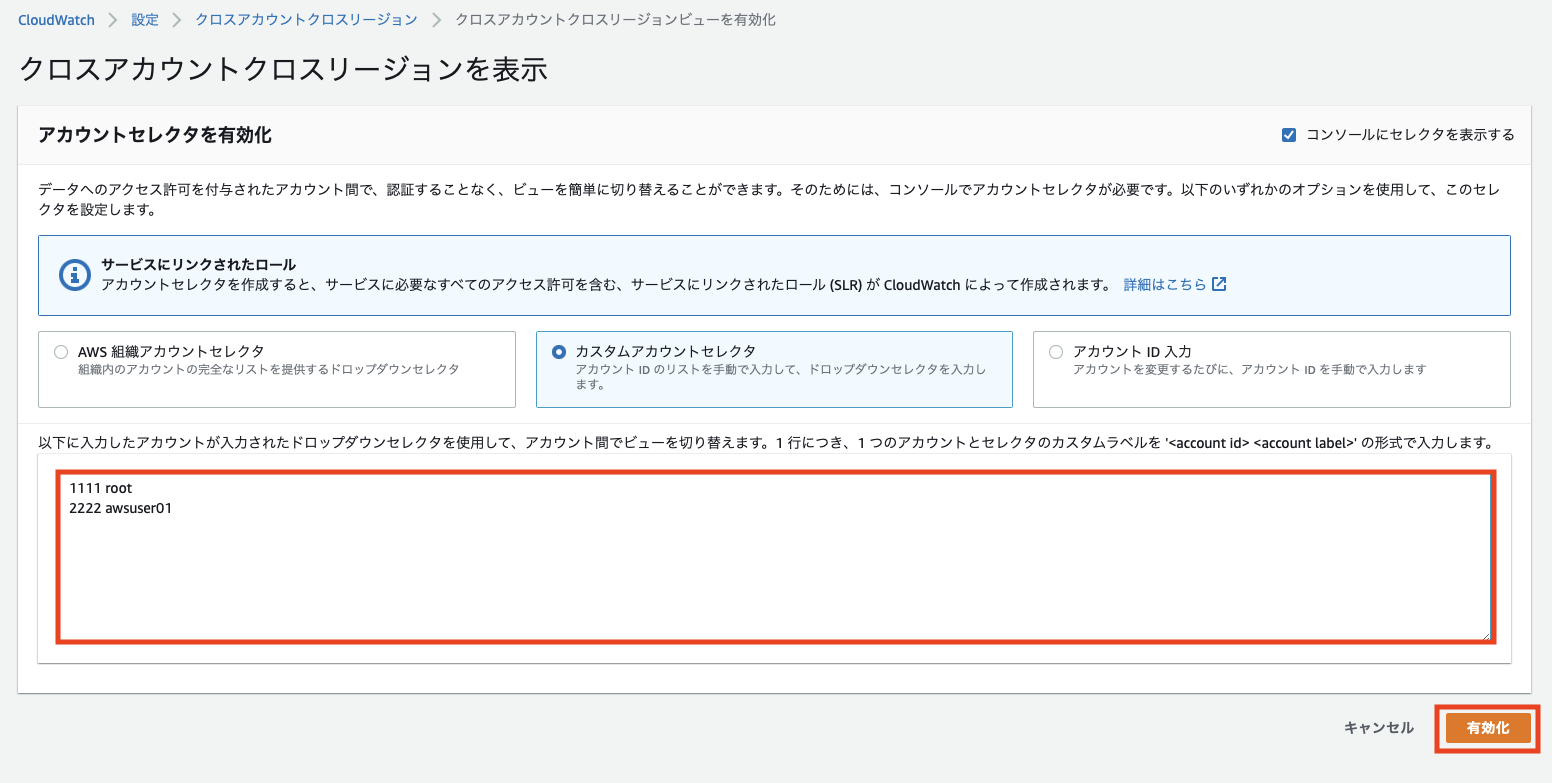 CloudWatch > 設定 > クロスアカウントクロスリージョン > クロスアカウントクロスリージョンビューを有効化
クロスアカウントクロスリージョンを表示
アカウントセレクタを有効化
コンソールにセレクタを表示する
データへのアクセス許可を付与されたアカウント間で、認証することなく、ビューを簡単に切り替えることができます。そのためには、コンソールでアカウントセレクタが必要です。以下のいずれかのオプションを使用して、このセレ
クタを設定します。
サービスにリンクされたロール
アカウントセレクタを作成すると、サービスに必要なすべてのアクセス許可を含む、サービスにリンクされたロール (SLR) が CloudWatch によって作成されます。 詳細はこちら
AWS 組織アカウントセレクタ
組織内のアカウントの完全なリストを提供するドロップダウンセレクタ
カスタムアカウントセレクタ
アカウント ID のリストを手動で入力して、ドロップダウンセレクタを入力し
ます。
アカウント ID 入力
アカウントを変更するたびに、アカウント ID を手動で入力します
以下に入力したアカウントが入力されたドロップダウンセレクタを使用して、アカウント間でビューを切り替えます。1 行につき、1 つのアカウントとセレクタのカスタムラベルを '<account id> <account label>' の形式で入力します。
1111 root
2222 awsuser01
キャンセル
有効化